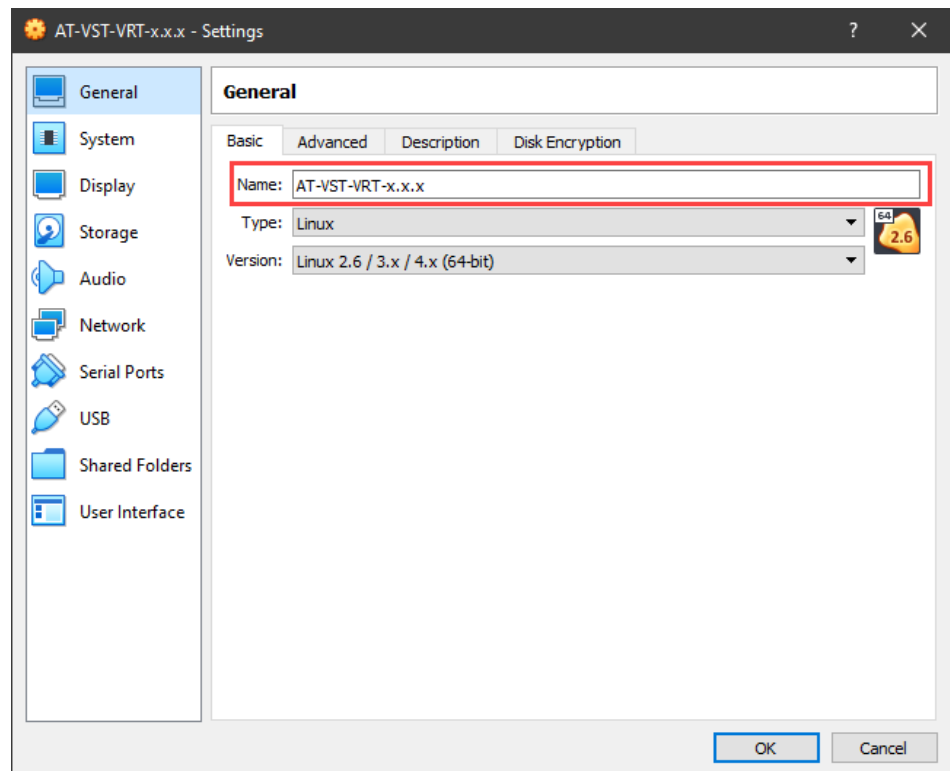 AT-VST-VRT-x.x.x - Settings
?
General
System
Display
Storage
Audio
Network
Serial Ports
USB
Shared Folders
User Interface
General
Basic Advanced Description Disk Encryption
Name: AT-VST-VRT-x.x.x
Type: Linux
64
2.6
Version: Linux 2.6 / 3.x / 4.x (64-bit)
OK Cancel